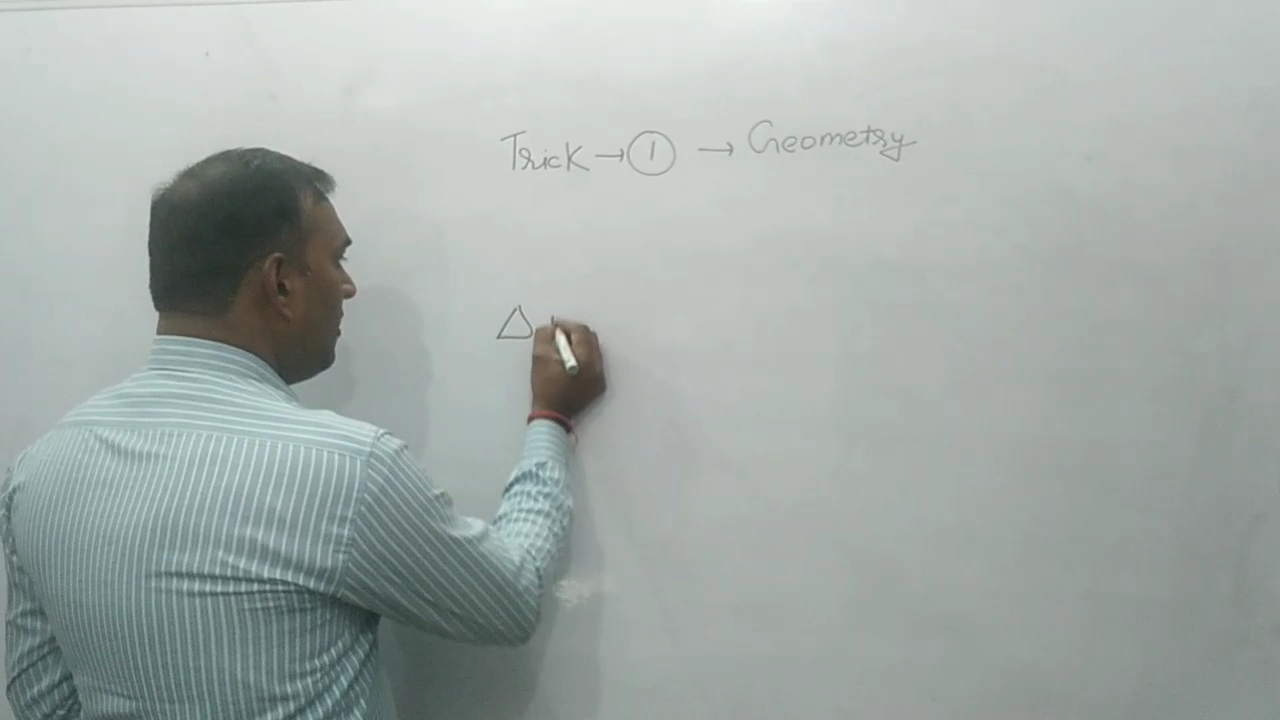 Trick → ① → Geometry
△